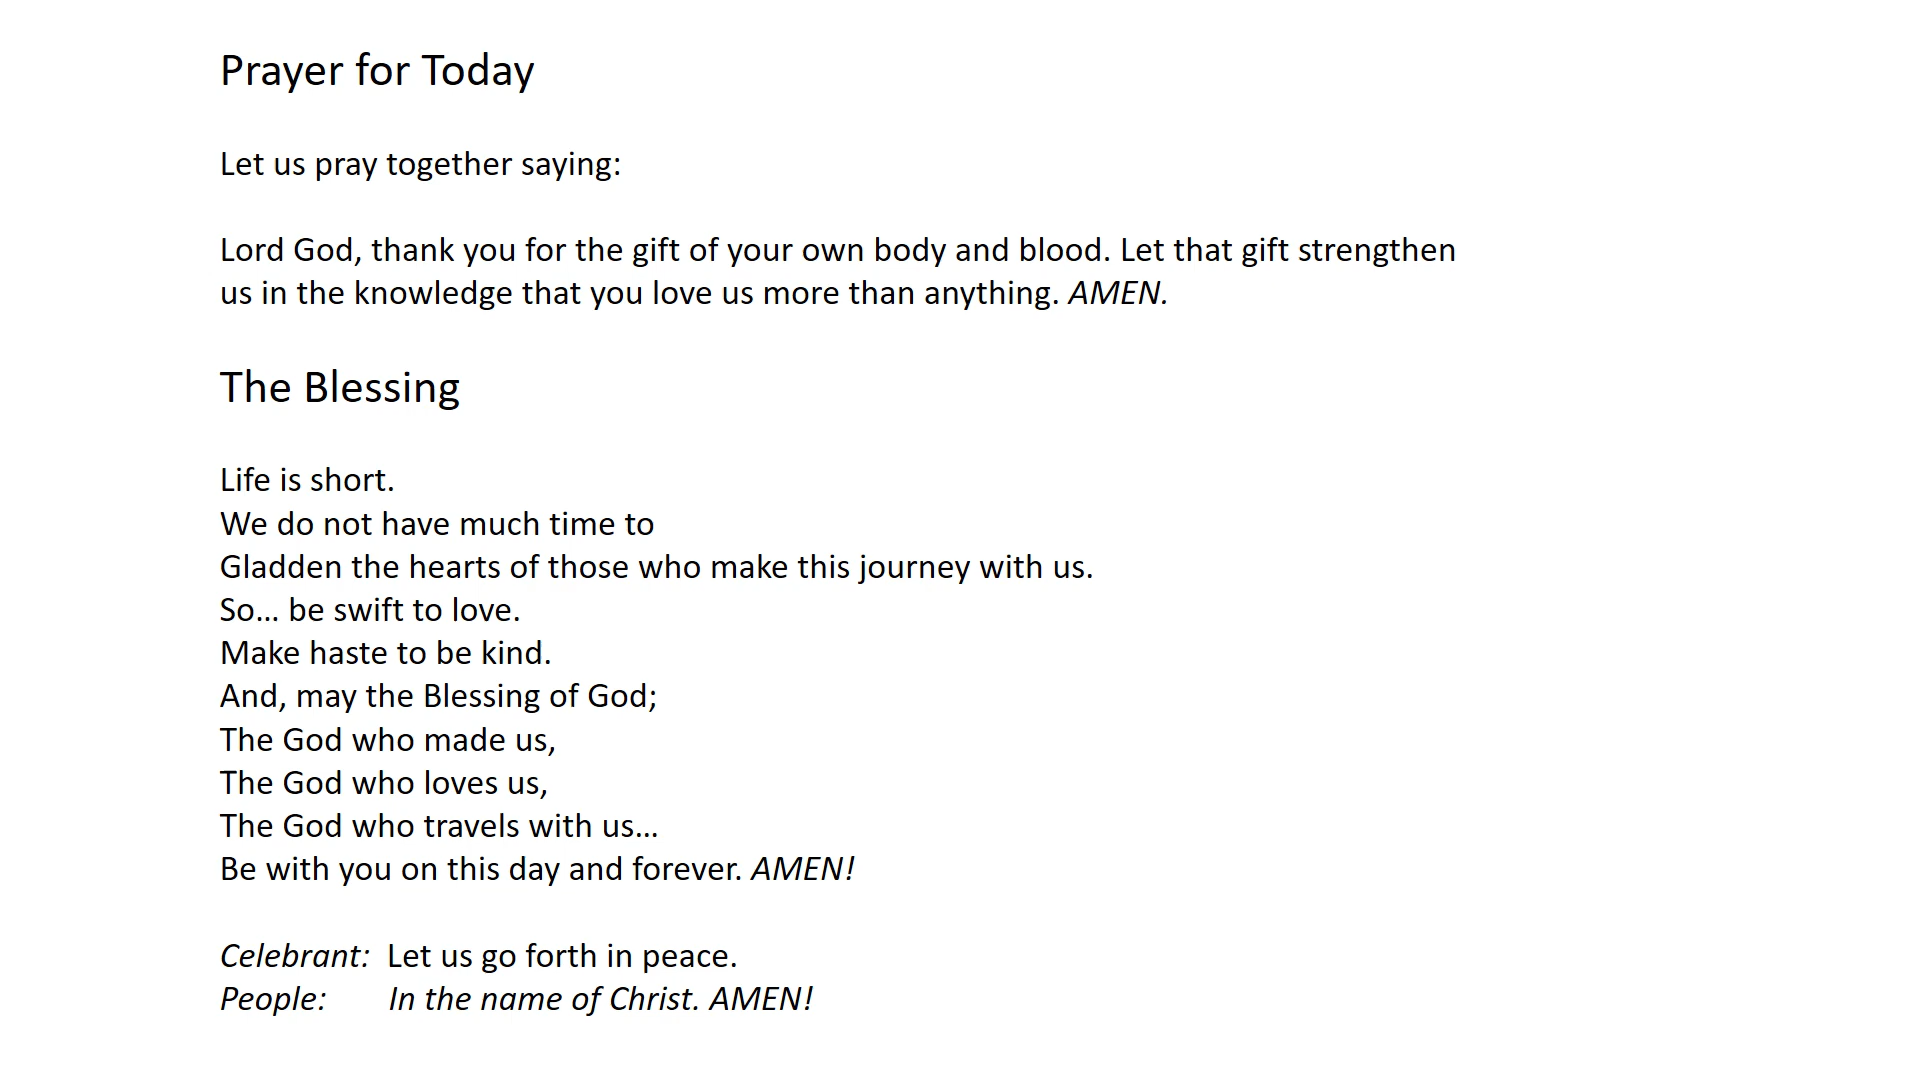 Prayer for Today
Let us pray together saying:
Lord God, thank you for the gift of your own body and blood. Let that gift strengthen
us in the knowledge that you love us more than anything. AMEN.
The Blessing
Life is short.
We do not have much time to
Gladden the hearts of those who make this journey with us.
So… be swift to love.
Make haste to be kind.
And, may the Blessing of God;
The God who made us,
The God who loves us,
The God who travels with us…
Be with you on this day and forever. AMEN!
Celebrant: Let us go forth in peace.
People: In the name of Christ. AMEN!